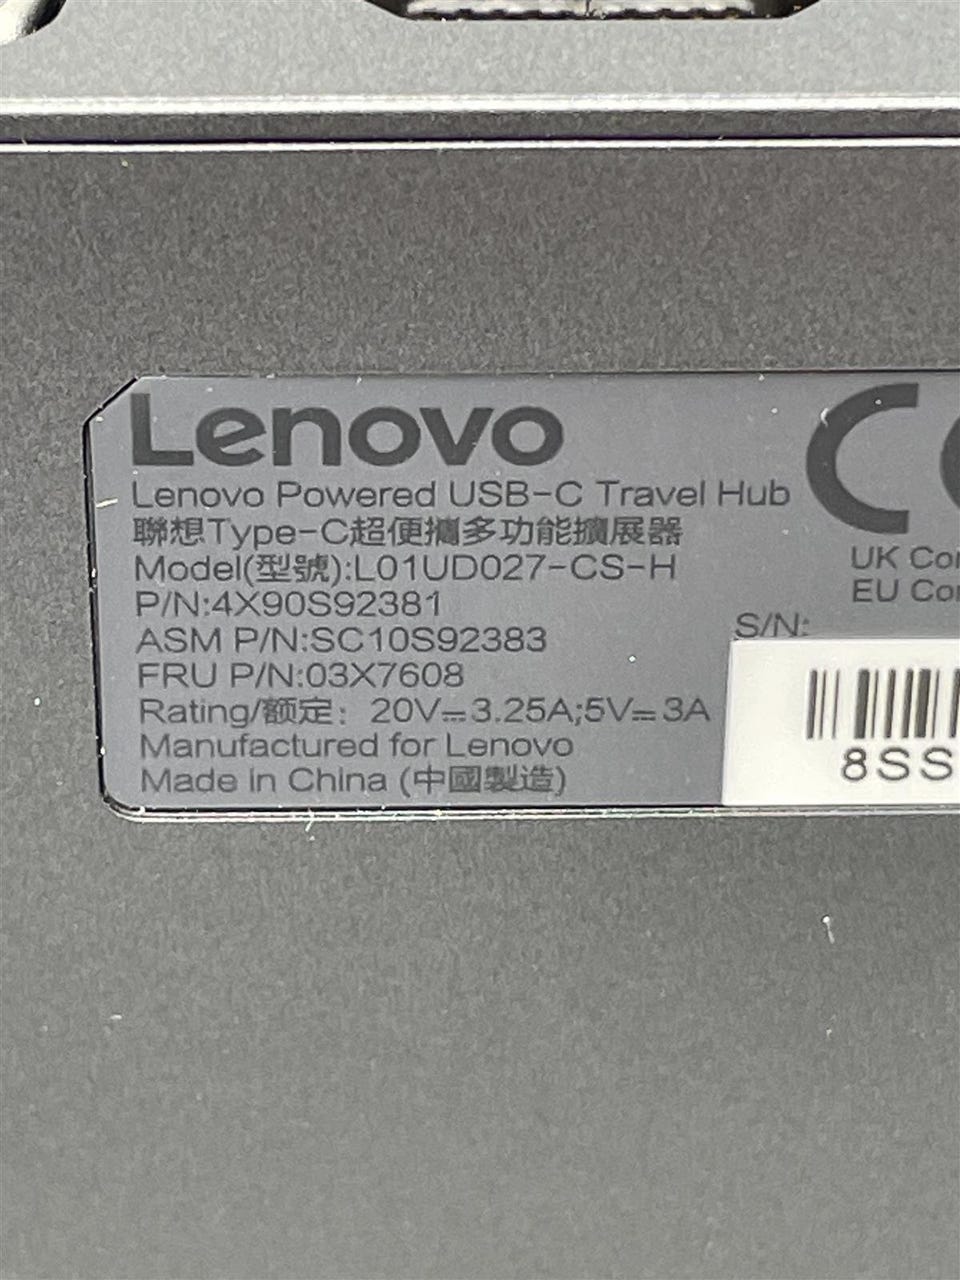 Lenovo
Lenovo Powered USB-C Travel Hub
聯想Type-C超便攜多功能擴展器
Model(型號):L01UD027-CS-H
P/N:4X90S92381
ASM P/N:SC10S92383
FRU P/N:03X7608
Rating/额定: 20V⎓3.25A;5V⎓3A
Manufactured for Lenovo
Made in China (中國製造)
CE
UK
EU
S/N:
8SS